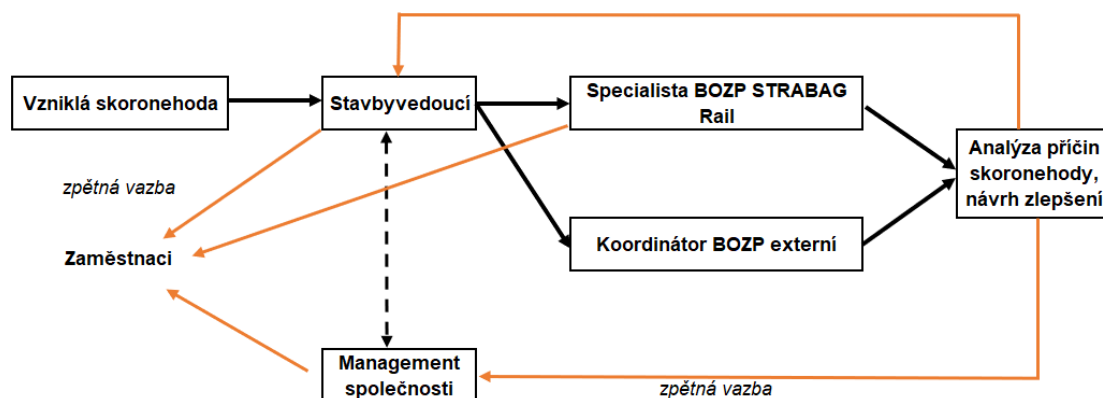 Vzniklá skoronehoda
Stavbyvedoucí
Specialista BOZP STRABAG
Rail
Analýza příčin
skoronehody,
návrh zlepšení
zpětná vazba
Zaměstnaci
Koordinátor BOZP externí
Management
společnosti
zpětná vazba